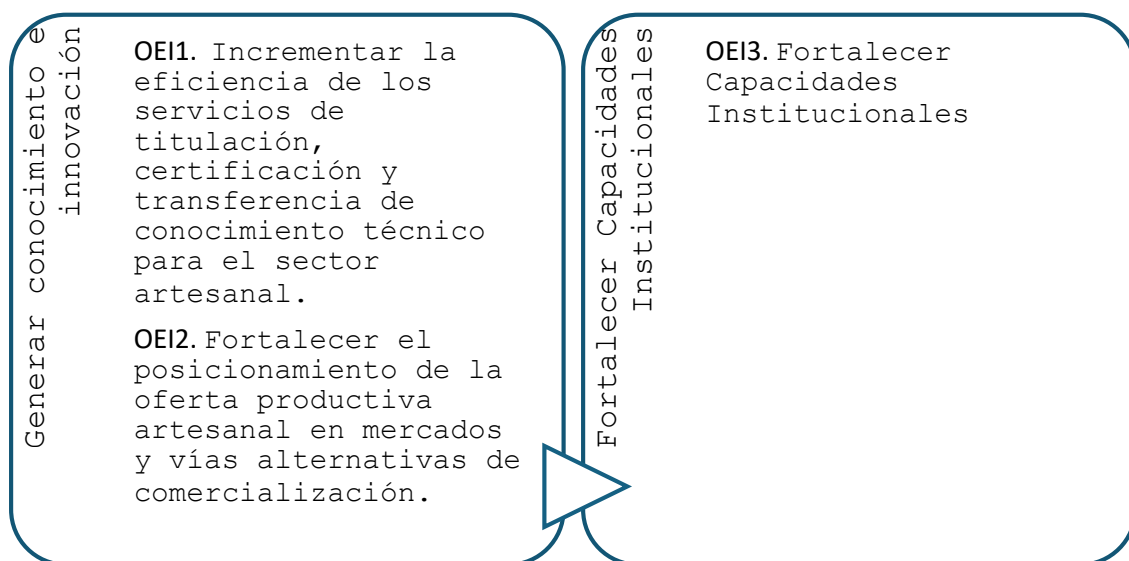 Generar conocimiento e
innovación
OEI1. Incrementar la
eficiencia de los
servicios de
titulación,
certificación y
transferencia de
conocimiento técnico
para el sector
artesanal.
OEI2. Fortalecer el
posicionamiento de la
oferta productiva
artesanal en mercados
y vías alternativas de
comercialización.
Fortalecer Capacidades
Institucionales
OEI3. Fortalecer
Capacidades
Institucionales